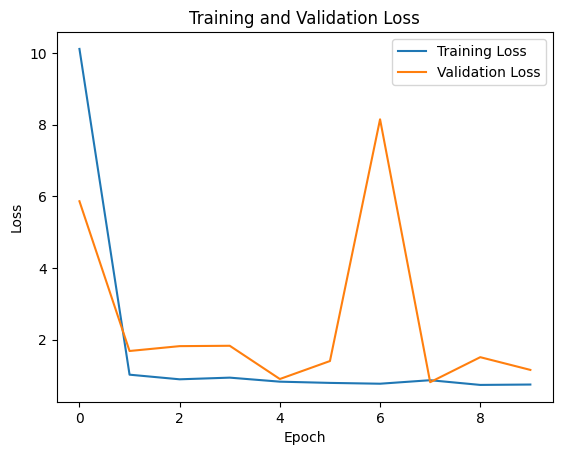 Training and Validation Loss
Training Loss
Validation Loss
Loss
10
8
6
4
2
0 2 4 6 8
Epoch